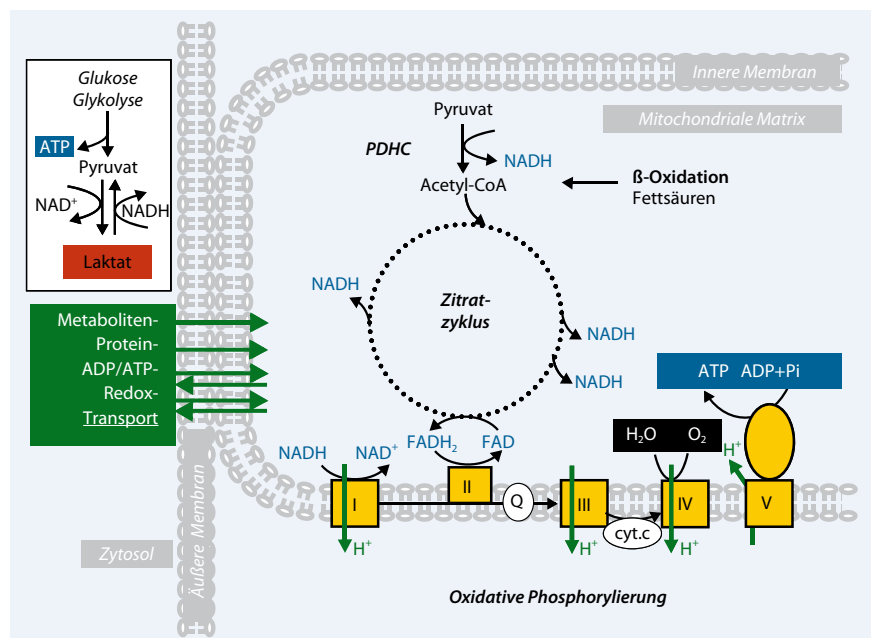 Glukose
Glykolyse
ATP
Pyruvat
NAD⁺
NADH
Laktat
Metaboliten-
Protein-
ADP/ATP-
Redox-
Transport
Zytosol
Äußere Membran
Innere Membran
Mitochondriale Matrix
Pyruvat
PDHC
NADH
Acetyl-CoA
ß-Oxidation
Fettsäuren
NADH
Zitrat-
zyklus
NADH
NADH
ATP ADP+Pi
H₂O O₂
H⁺
NADH NAD⁺
FADH₂ FAD
I
II
Q
III
IV
V
cyt.c
H⁺
H⁺
H⁺
Oxidative Phosphorylierung